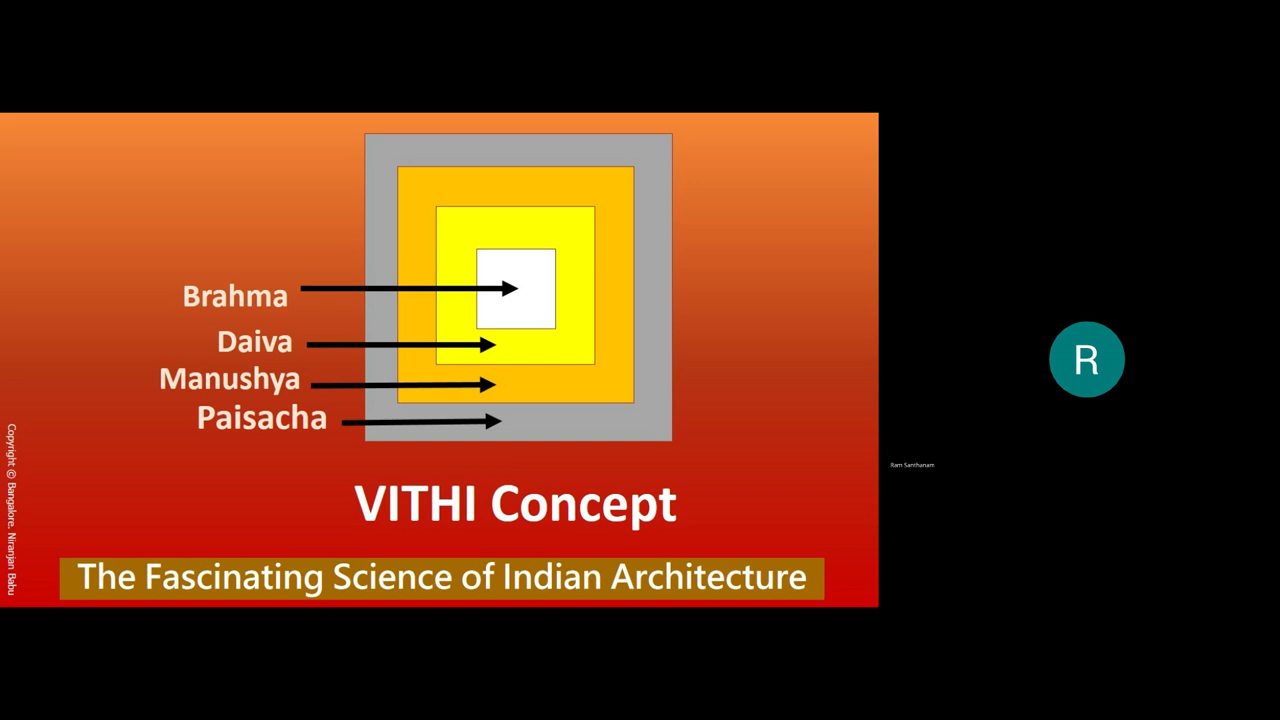 Brahma
Daiva
Manushya
Paisacha
VITHI Concept
The Fascinating Science of Indian Architecture
Copyright © Bangalore. Niranjan Babu
R
Ram Santhanam